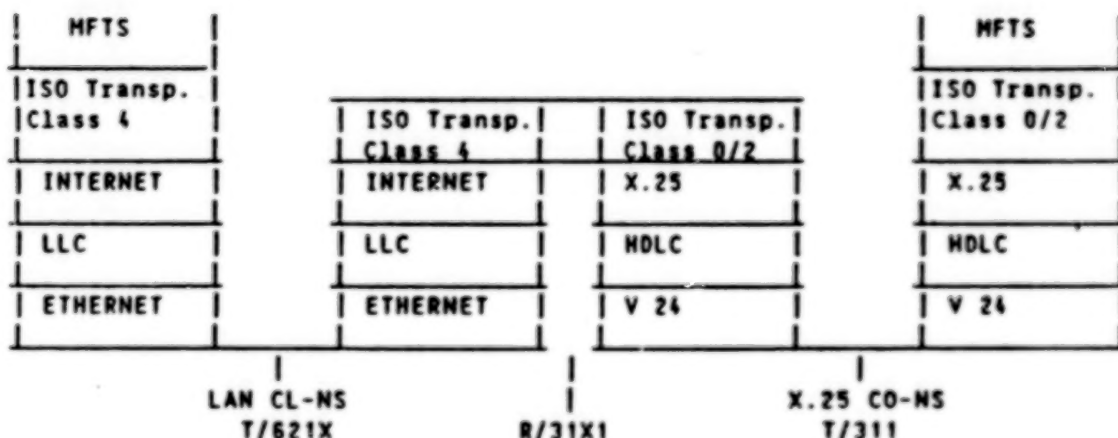 MFTS MFTS
ISO Transp. ISO Transp.
Class 4 ISO Transp. ISO Transp. Class 0/2
Class 4 Class 0/2
INTERNET INTERNET X.25 X.25
LLC LLC HDLC HDLC
ETHERNET ETHERNET V 24 V 24
LAN CL-NS X.25 CO-NS
T/621X R/31X1 T/311